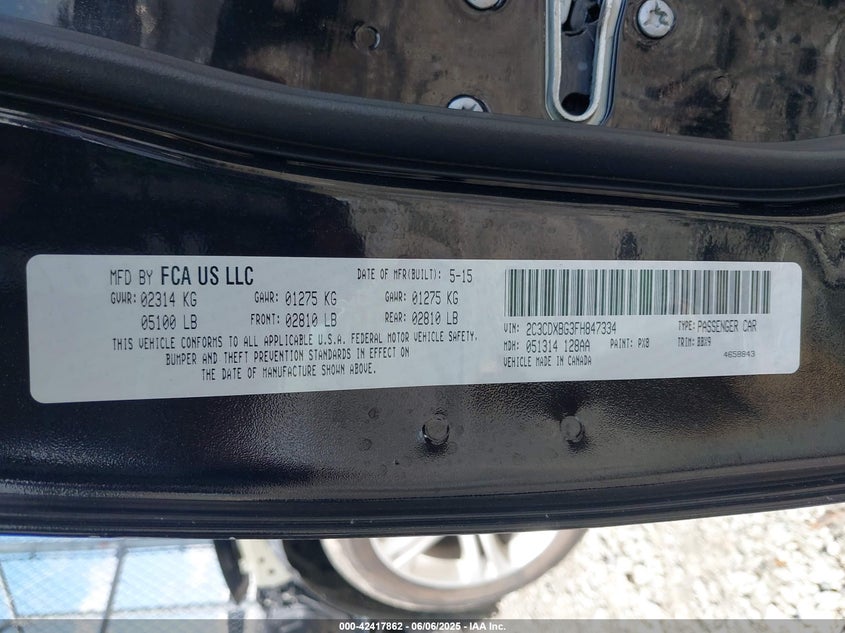 MFD BY FCA US LLC DATE OF MFR(BUILT): 5-15
GVWR: 02314 KG GAWR: 01275 KG GAWR: 01275 KG
05100 LB FRONT: 02810 LB REAR: 02810 LB
THIS VEHICLE CONFORMS TO ALL APPLICABLE U.S.A. FEDERAL MOTOR VEHICLE SAFETY,
BUMPER AND THEFT PREVENTION STANDARDS IN EFFECT ON
THE DATE OF MANUFACTURE SHOWN ABOVE.
VIN: 2C3CDXBG3FH847334 TYPE: PASSENGER CAR
MDH: 051314 128AA PAINT: PX8 TRIM: BBX9
VEHICLE MADE IN CANADA 4658843
000-42417862 - 06/06/2025 - IAA Inc.